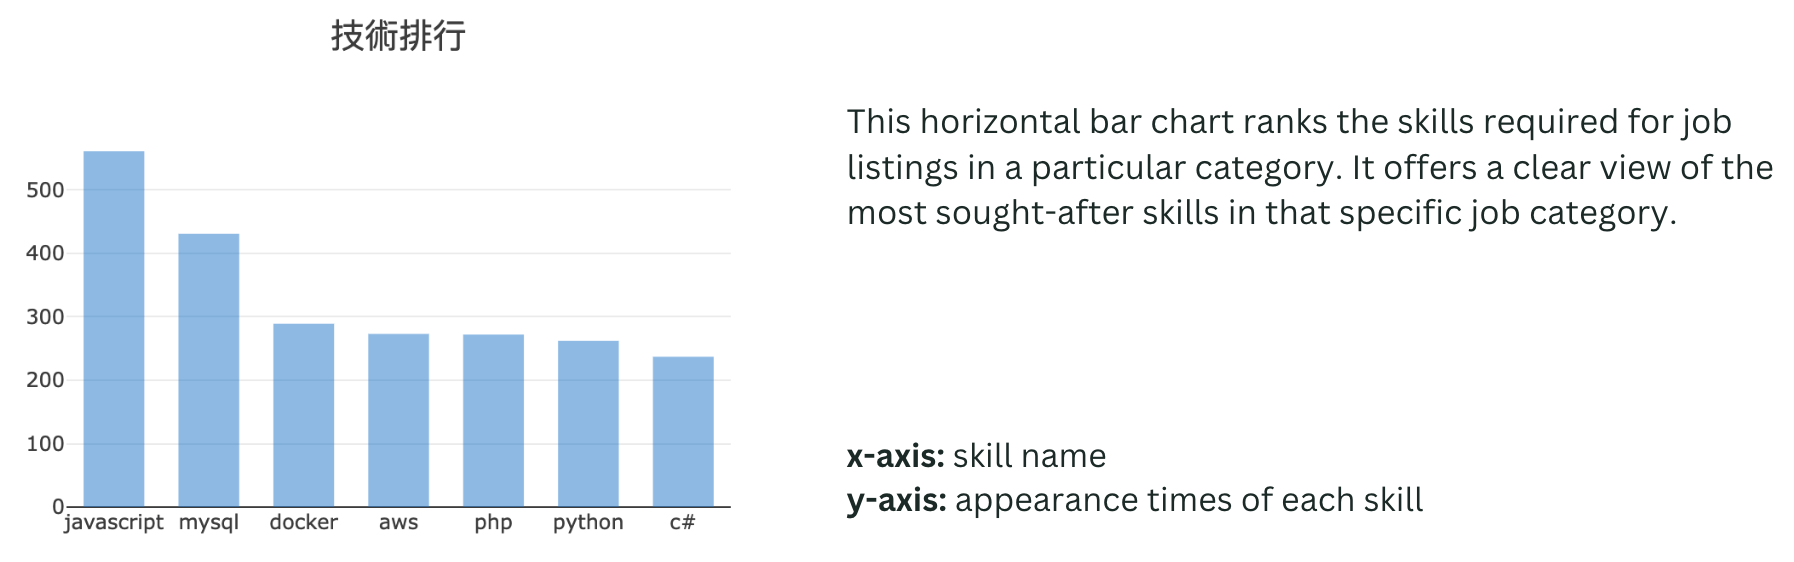 技術排行
500
400
300
200
100
0
javascript mysql docker aws php python c#
This horizontal bar chart ranks the skills required for job
listings in a particular category. It offers a clear view of the
most sought-after skills in that specific job category.
x-axis: skill name
y-axis: appearance times of each skill